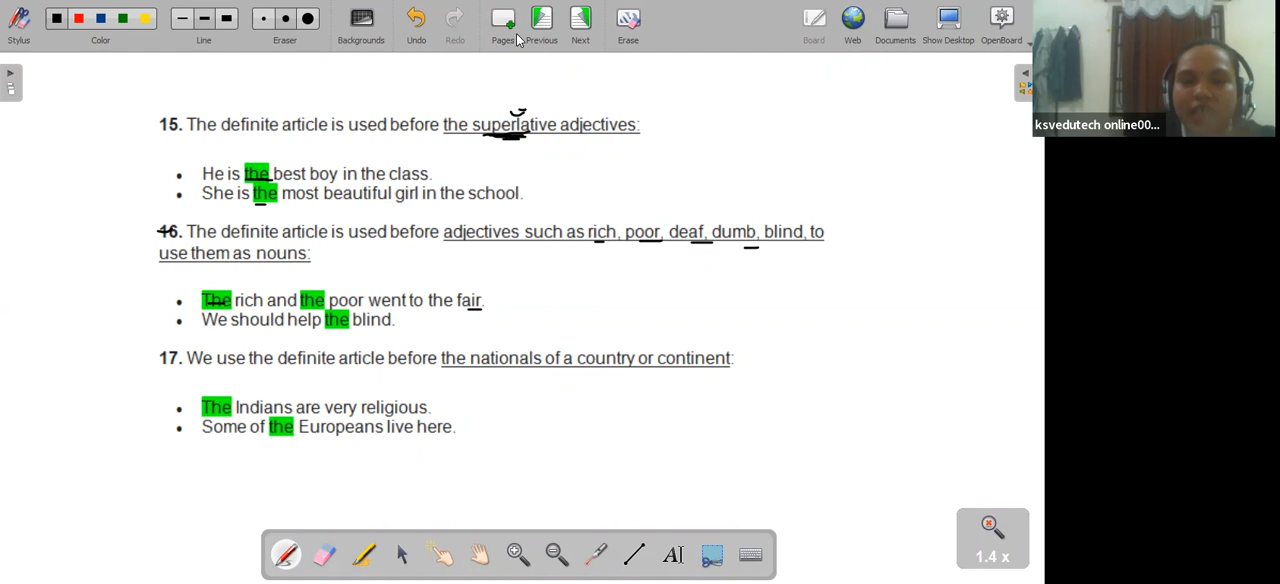 Stylus
Color
Line
Eraser
Backgrounds
Undo
Redo
Pages
Previous
Next
Erase
Board
Web
Documents
Show Desktop
OpenBoard
ksvedutech online00...
15. The definite article is used before the superlative adjectives:
• He is the best boy in the class.
• She is the most beautiful girl in the school.
16. The definite article is used before adjectives such as rich, poor, deaf, dumb, blind, to
use them as nouns:
• The rich and the poor went to the fair.
• We should help the blind.
17. We use the definite article before the nationals of a country or continent:
• The Indians are very religious.
• Some of the Europeans live here.
1.4 x